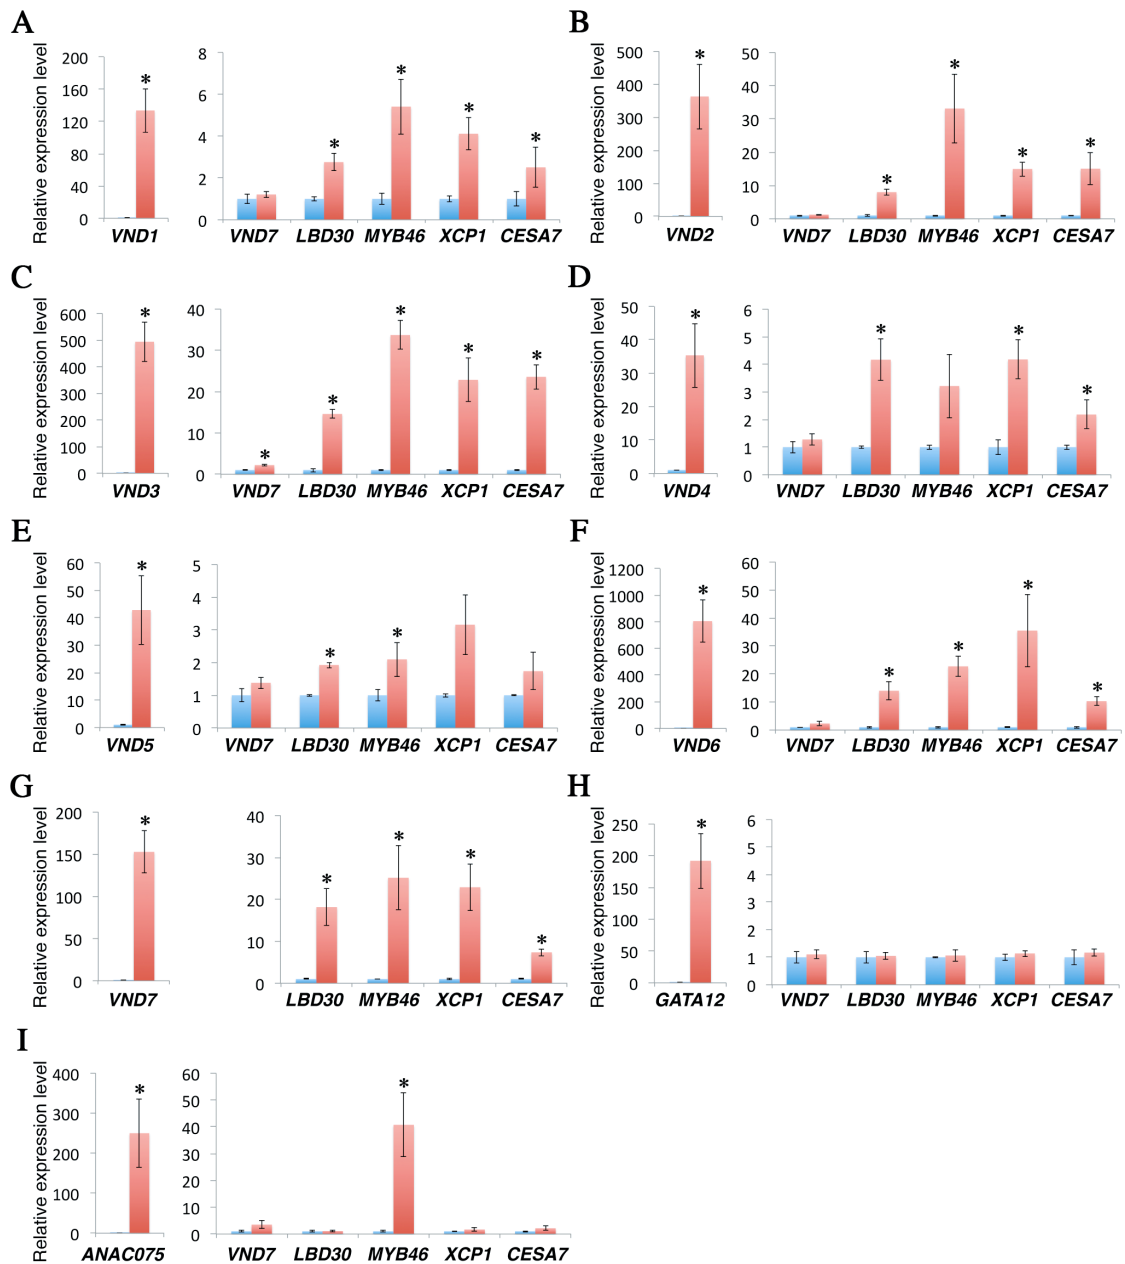 A
Relative expression level
200
160
120
80
40
0
*
VND1
8
6
4
2
0
* * * *
VND7 LBD30 MYB46 XCP1 CESA7
B
Relative expression level
500
400
300
200
100
0
*
VND2
50
40
30
20
10
0
* * * *
VND7 LBD30 MYB46 XCP1 CESA7
C
Relative expression level
600
500
400
300
200
100
0
*
VND3
40
30
20
10
0
* * * * *
VND7 LBD30 MYB46 XCP1 CESA7
D
Relative expression level
50
40
30
20
10
0
*
VND4
6
5
4
3
2
1
0
* * *
VND7 LBD30 MYB46 XCP1 CESA7
E
Relative expression level
60
50
40
30
20
10
0
*
VND5
5
4
3
2
1
0
* *
VND7 LBD30 MYB46 XCP1 CESA7
F
Relative expression level
1200
1000
800
600
400
200
0
*
VND6
60
50
40
30
20
10
0
* * * *
VND7 LBD30 MYB46 XCP1 CESA7
G
Relative expression level
200
150
100
50
0
*
VND7
40
30
20
10
0
* * * *
LBD30 MYB46 XCP1 CESA7
H
Relative expression level
250
200
150
100
50
0
*
GATA12
6
5
4
3
2
1
0
VND7 LBD30 MYB46 XCP1 CESA7
I
Relative expression level
400
300
200
100
0
*
ANAC075
60
50
40
30
20
10
0
*
VND7 LBD30 MYB46 XCP1 CESA7